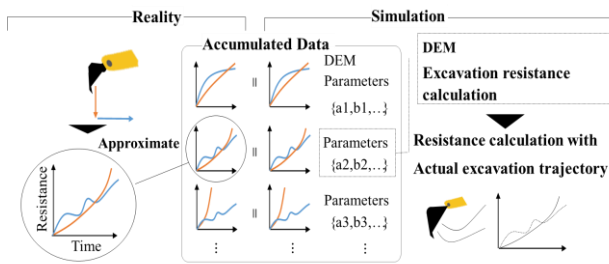 Reality
Simulation
Accumulated Data
DEM
Parameters
{a1,b1,...}
Approximate
Parameters
{a2,b2,...}
Parameters
{a3,b3,...}
Resistance
Time
DEM
Excavation resistance
calculation
Resistance calculation with
Actual excavation trajectory